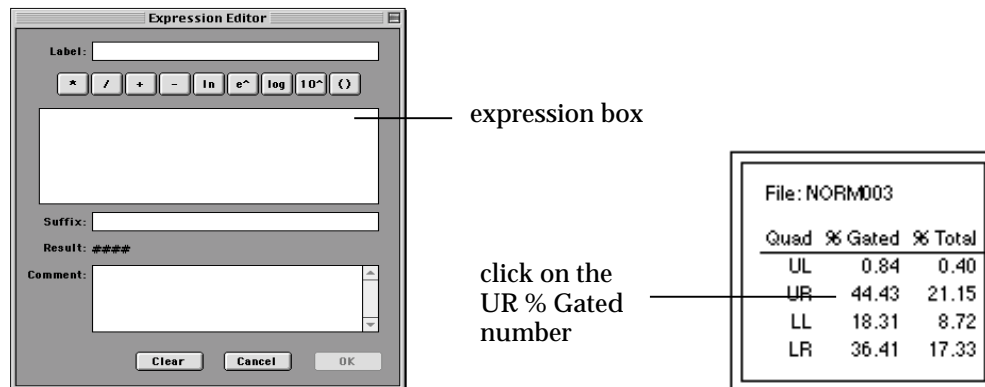 Expression Editor
Label:
* / + - ln e^ log 10^ ()
expression box
Suffix:
Result: ####
Comment:
Clear Cancel OK
click on the
UR % Gated
number
File: NORM003
Quad % Gated % Total
UL 0.84 0.40
UR 44.43 21.15
LL 18.31 8.72
LR 36.41 17.33